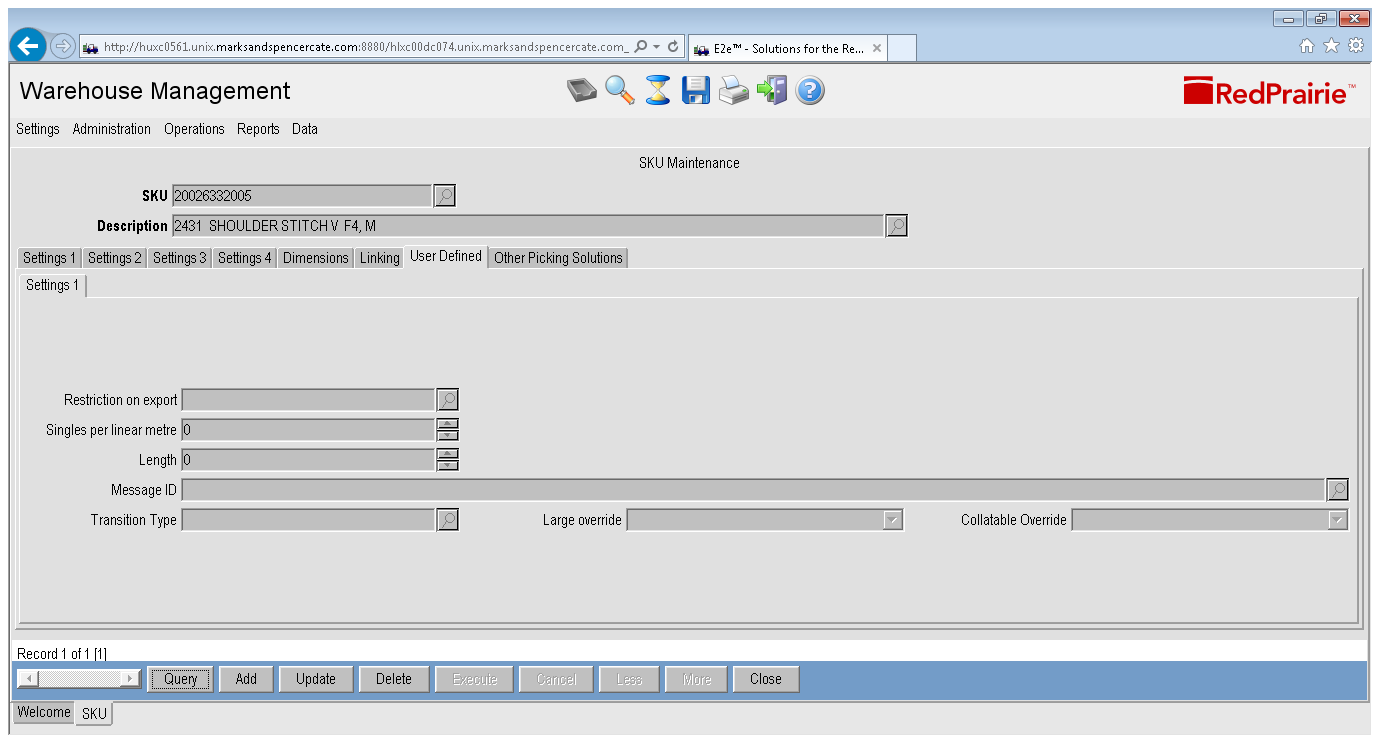 http://huxc0561.unix.marksandspencercate.com:8880/hlxc00dc074.unix.marksandspencercate.com_
E2e™ - Solutions for the Re...
Warehouse Management
RedPrairie™
Settings Administration Operations Reports Data
SKU Maintenance
SKU 20026332005
Description 2431 SHOULDER STITCH V F4, M
Settings 1 Settings 2 Settings 3 Settings 4 Dimensions Linking User Defined Other Picking Solutions
Settings 1
Restriction on export
Singles per linear metre 0
Length 0
Message ID
Transition Type Large override Collatable Override
Record 1 of 1 [1]
Query Add Update Delete Execute Cancel Less More Close
Welcome SKU